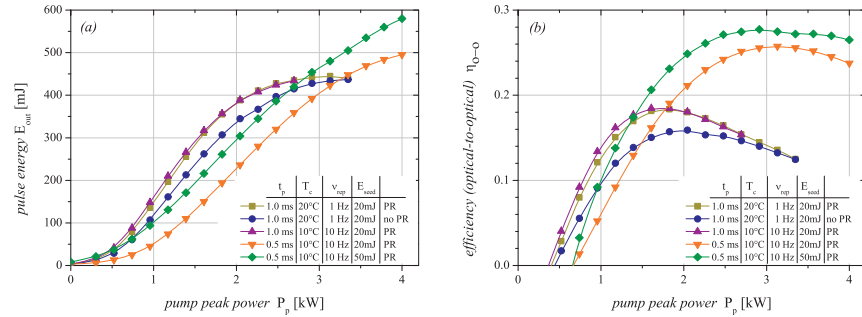 (a)
600
500
400
300
200
100
0
pulse energy E_out [mJ]
0 1 2 3 4
pump peak power P_p [kW]
t_p T_c ν_rep E_seed
1.0 ms 20°C 1 Hz 20mJ PR
1.0 ms 20°C 1 Hz 20mJ no PR
1.0 ms 10°C 10 Hz 20mJ PR
0.5 ms 10°C 10 Hz 20mJ PR
0.5 ms 10°C 10 Hz 50mJ PR
(b)
0.3
0.2
0.1
0.0
efficiency (optical-to-optical) η_o-o
0 1 2 3 4
pump peak power P_p [kW]
t_p T_c ν_rep E_seed
1.0 ms 20°C 1 Hz 20mJ PR
1.0 ms 20°C 1 Hz 20mJ no PR
1.0 ms 10°C 10 Hz 20mJ PR
0.5 ms 10°C 10 Hz 20mJ PR
0.5 ms 10°C 10 Hz 50mJ PR